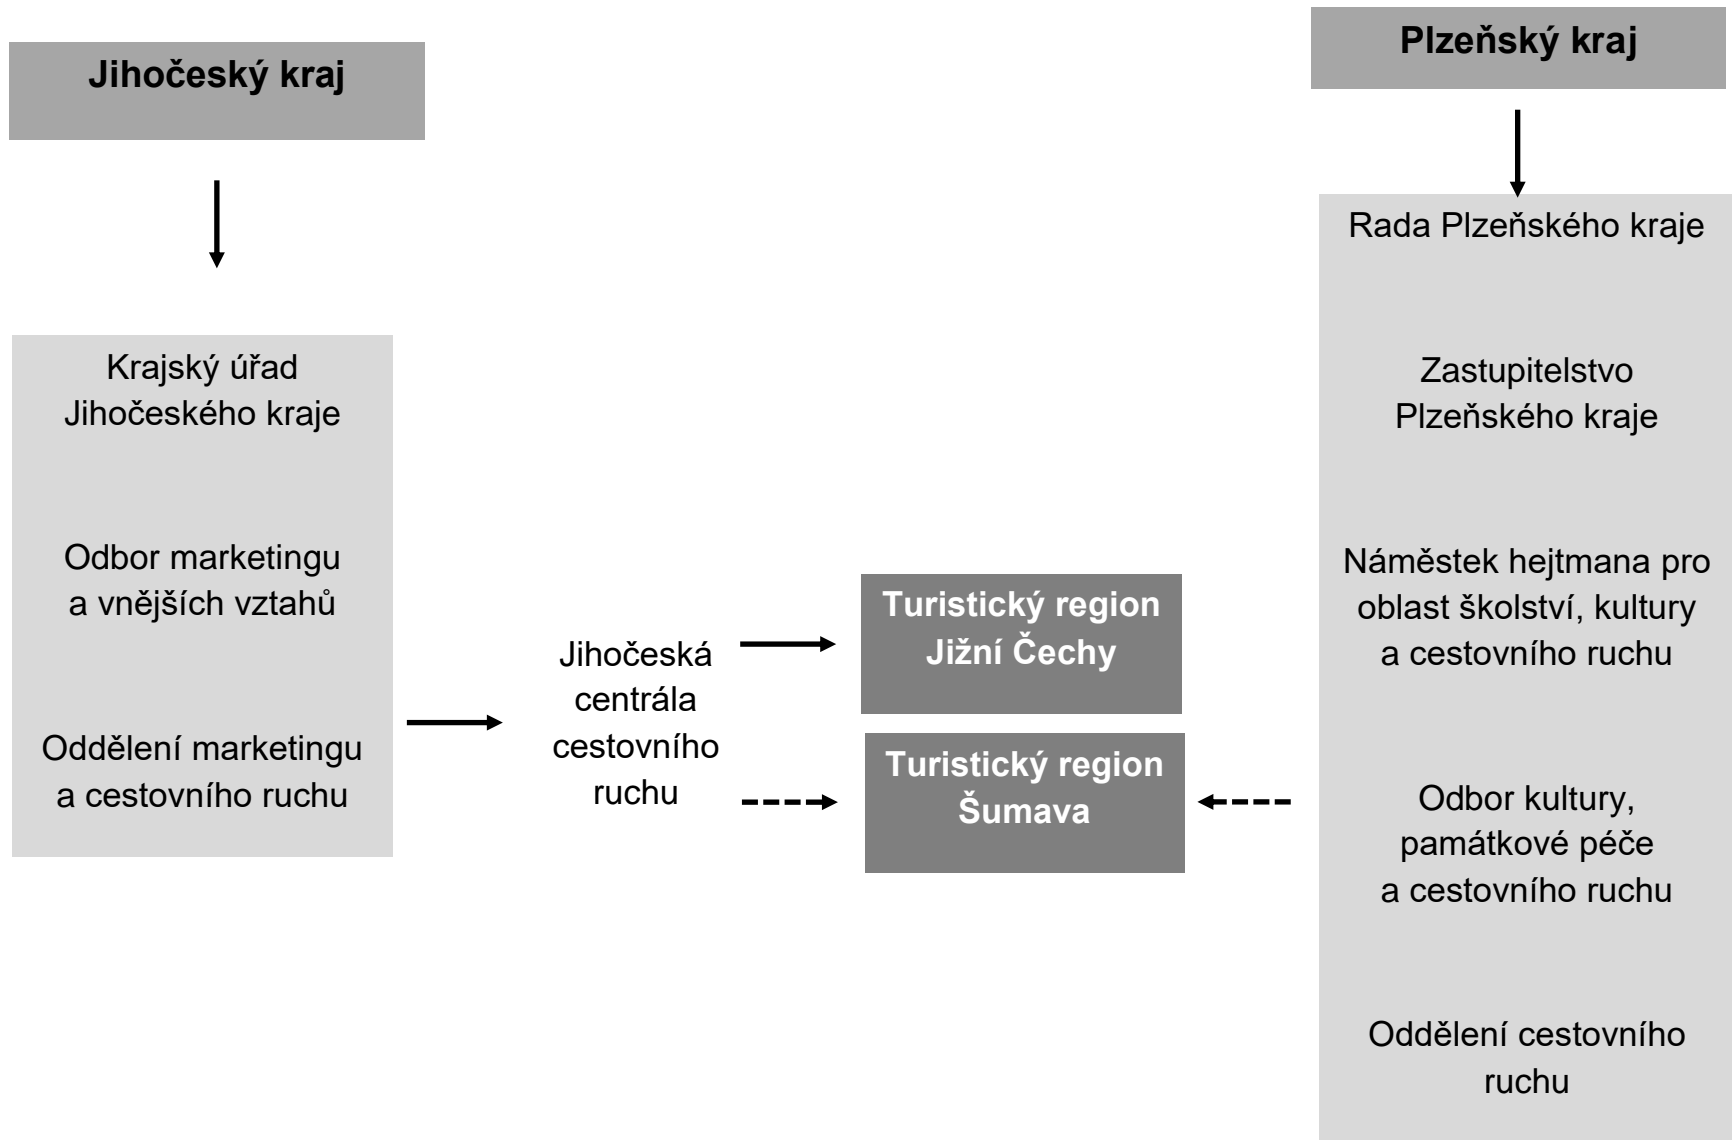 Jihočeský kraj
Krajský úřad
Jihočeského kraje
Odbor marketingu
a vnějších vztahů
Oddělení marketingu
a cestovního ruchu
Jihočeská
centrála
cestovního
ruchu
Turistický region
Jižní Čechy
Turistický region
Šumava
Plzeňský kraj
Rada Plzeňského kraje
Zastupitelstvo
Plzeňského kraje
Náměstek hejtmana pro
oblast školství, kultury
a cestovního ruchu
Odbor kultury,
památkové péče
a cestovního ruchu
Oddělení cestovního
ruchu